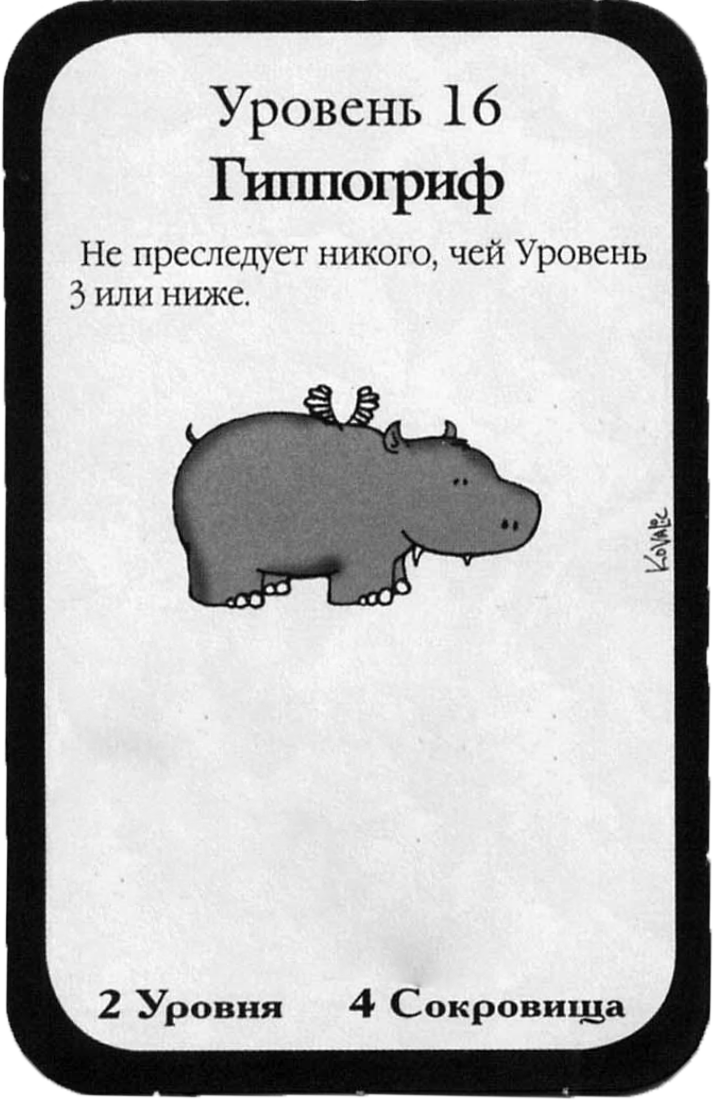 Уровень 16
Гиппогриф
Не преследует никого, чей Уровень
3 или ниже.
KOVALIC
2 Уровня 4 Сокровища